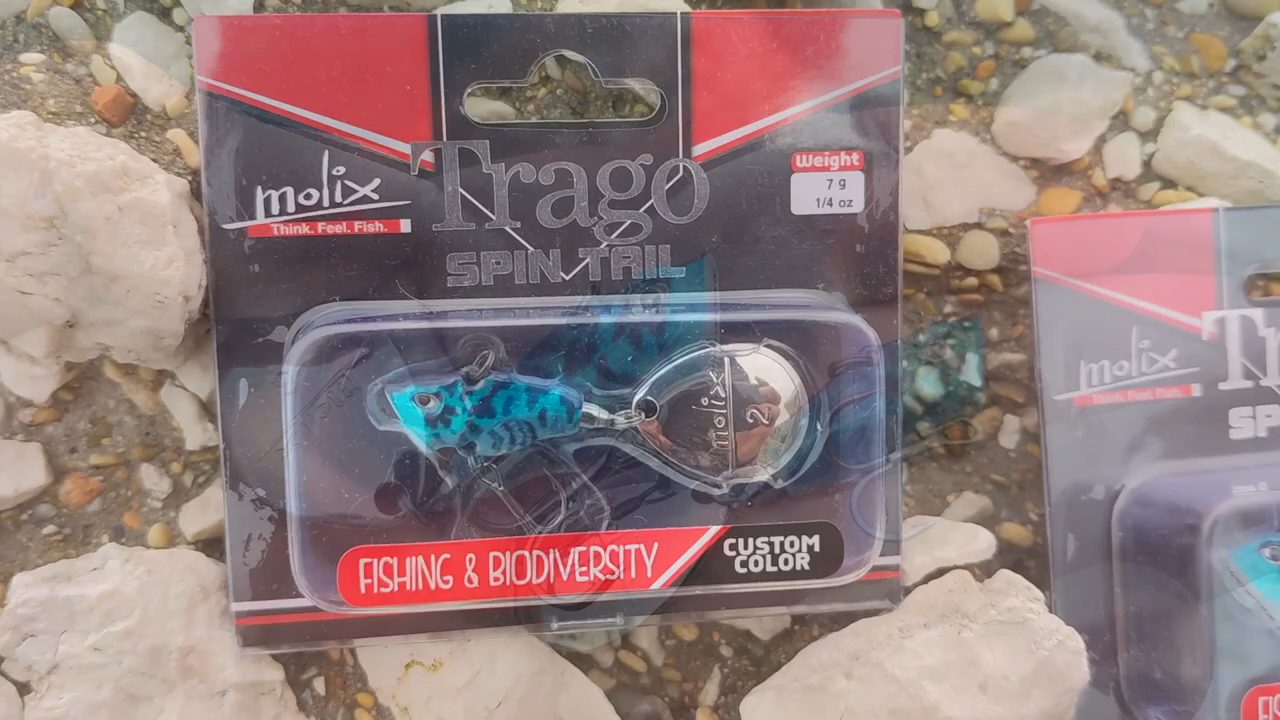 molix
Think. Feel. Fish.
Trago
SPIN TAIL
Weight
7 g
1/4 oz
molix
2
FISHING & BIODIVERSITY
CUSTOM
COLOR
molix
Think. Feel. Fish.
SP